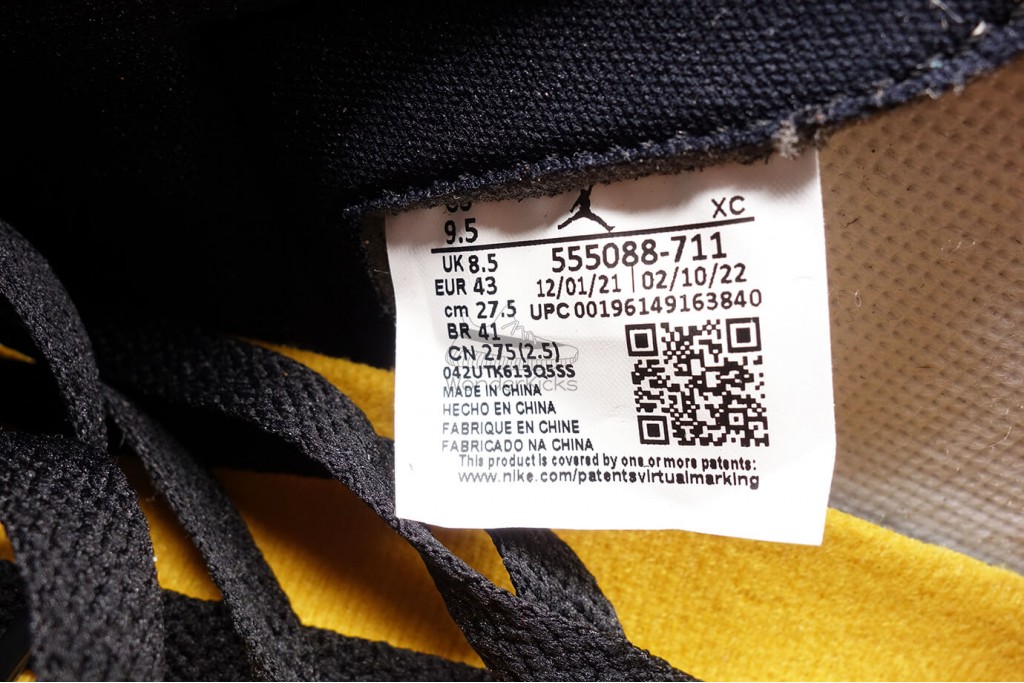 XC
9.5
555088-711
UK 8.5
12/01/21 | 02/10/22
EUR 43
UPC 00196149163840
cm 27.5
BR 41
CN 275(2.5)
042UTK613Q5SS
WonderKicks
MADE IN CHINA
HECHO EN CHINA
FABRIQUE EN CHINE
FABRICADO NA CHINA
This product is covered by one or more patents:
www.nike.com/patentsvirtualmarking